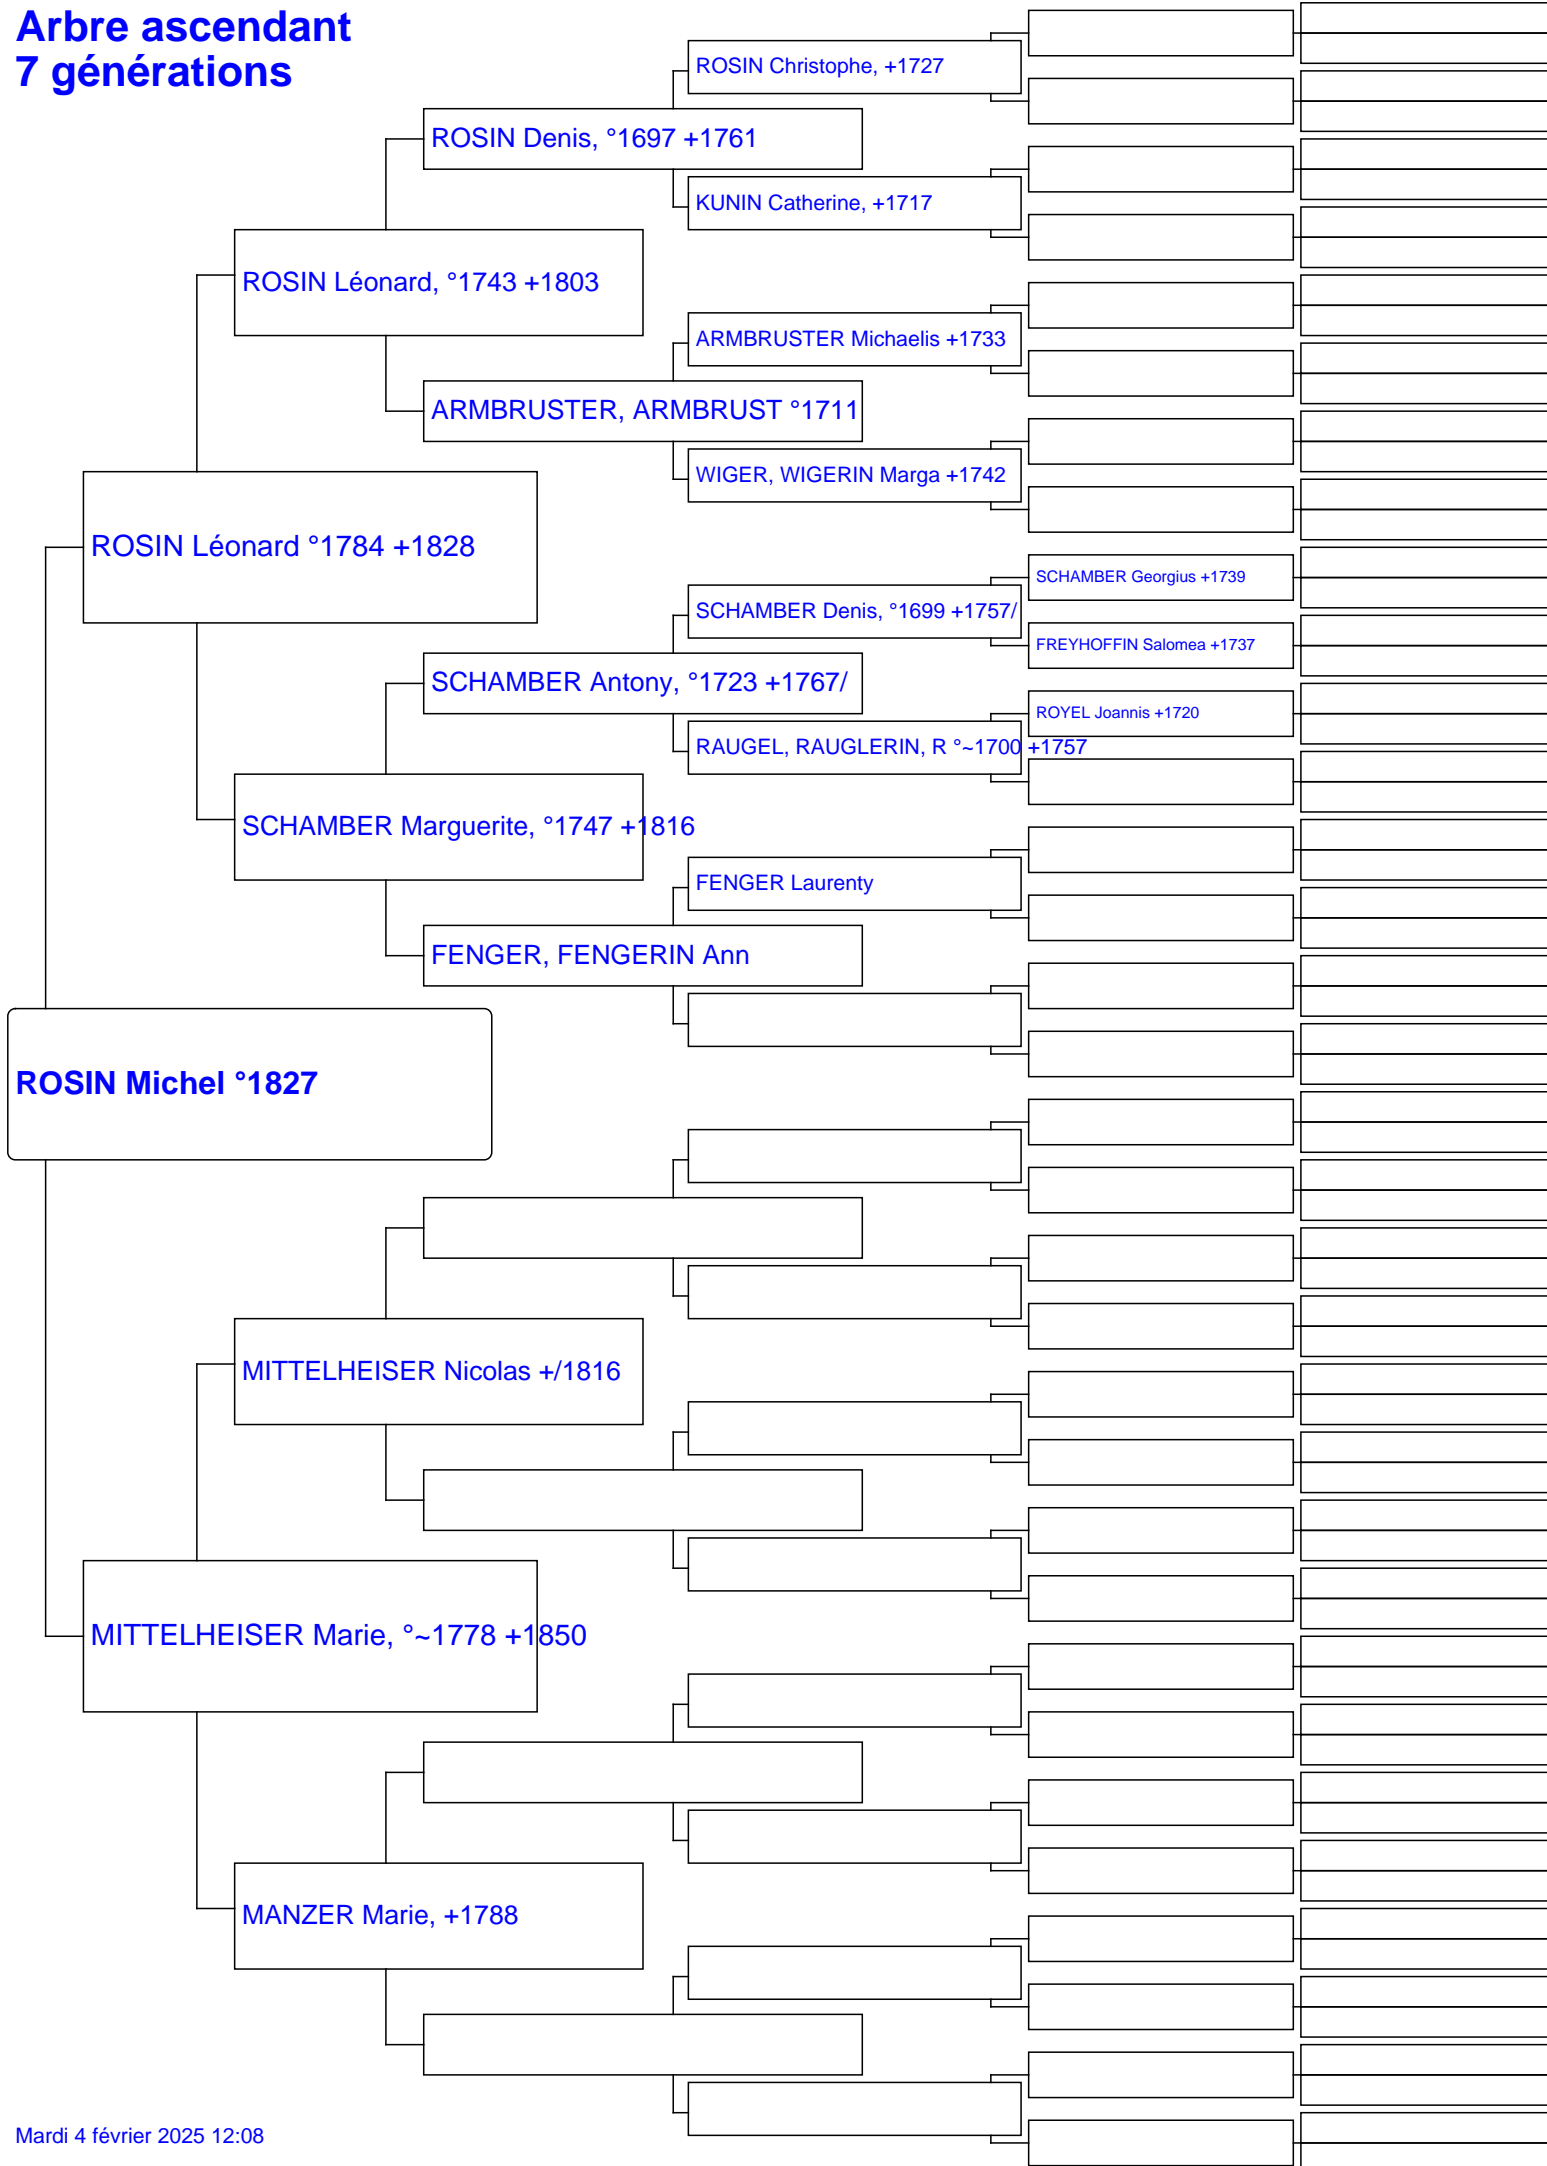 Arbre ascendant
7 générations
ROSIN Christophe, +1727
ROSIN Denis, °1697 +1761
KUNIN Catherine, +1717
ROSIN Léonard, °1743 +1803
ARMBRUSTER Michaelis +1733
ARMBRUSTER, ARMBRUST °1711
WIGER, WIGERIN Marga +1742
ROSIN Léonard °1784 +1828
SCHAMBER Georgius +1739
SCHAMBER Denis, °1699 +1757/
FREYHOFFIN Salomea +1737
SCHAMBER Antony, °1723 +1767/
ROYEL Joannis +1720
RAUGEL, RAUGLERIN, R °~1700 +1757
SCHAMBER Marguerite, °1747 +1816
FENGER Laurenty
FENGER, FENGERIN Ann
ROSIN Michel °1827
MITTELHEISER Nicolas +/1816
MITTELHEISER Marie, °~1778 +1850
MANZER Marie, +1788
Mardi 4 février 2025 12:08